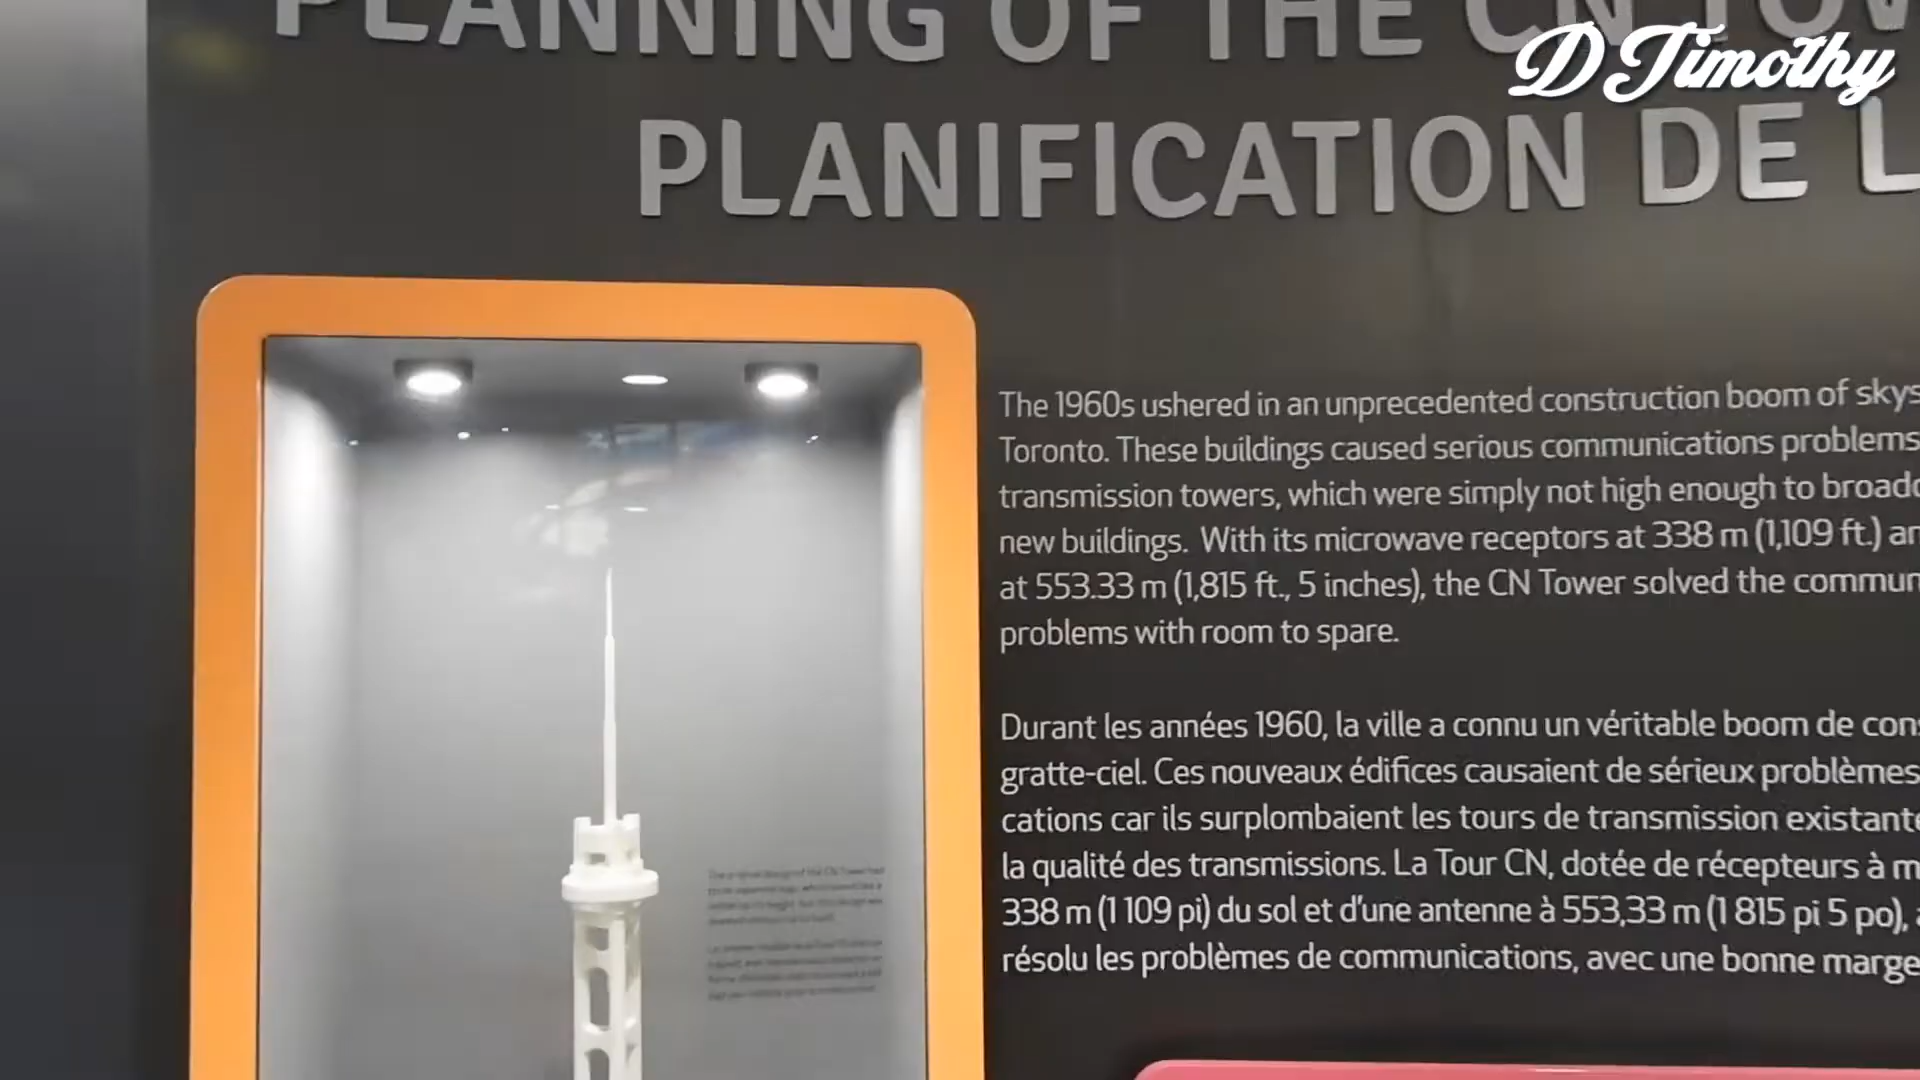 PLANNING OF THE CN TOW
D Timothy
PLANIFICATION DE L
The 1960s ushered in an unprecedented construction boom of skys
Toronto. These buildings caused serious communications problems
transmission towers, which were simply not high enough to broadc
new buildings. With its microwave receptors at 338 m (1,109 ft.) an
at 553.33 m (1,815 ft., 5 inches), the CN Tower solved the commun
problems with room to spare.
Durant les années 1960, la ville a connu un véritable boom de cons
gratte-ciel. Ces nouveaux édifices causaient de sérieux problèmes
cations car ils surplombaient les tours de transmission existante
la qualité des transmissions. La Tour CN, dotée de récepteurs à m
338 m (1 109 pi) du sol et d'une antenne à 553,33 m (1 815 pi 5 po), a
résolu les problèmes de communications, avec une bonne marge